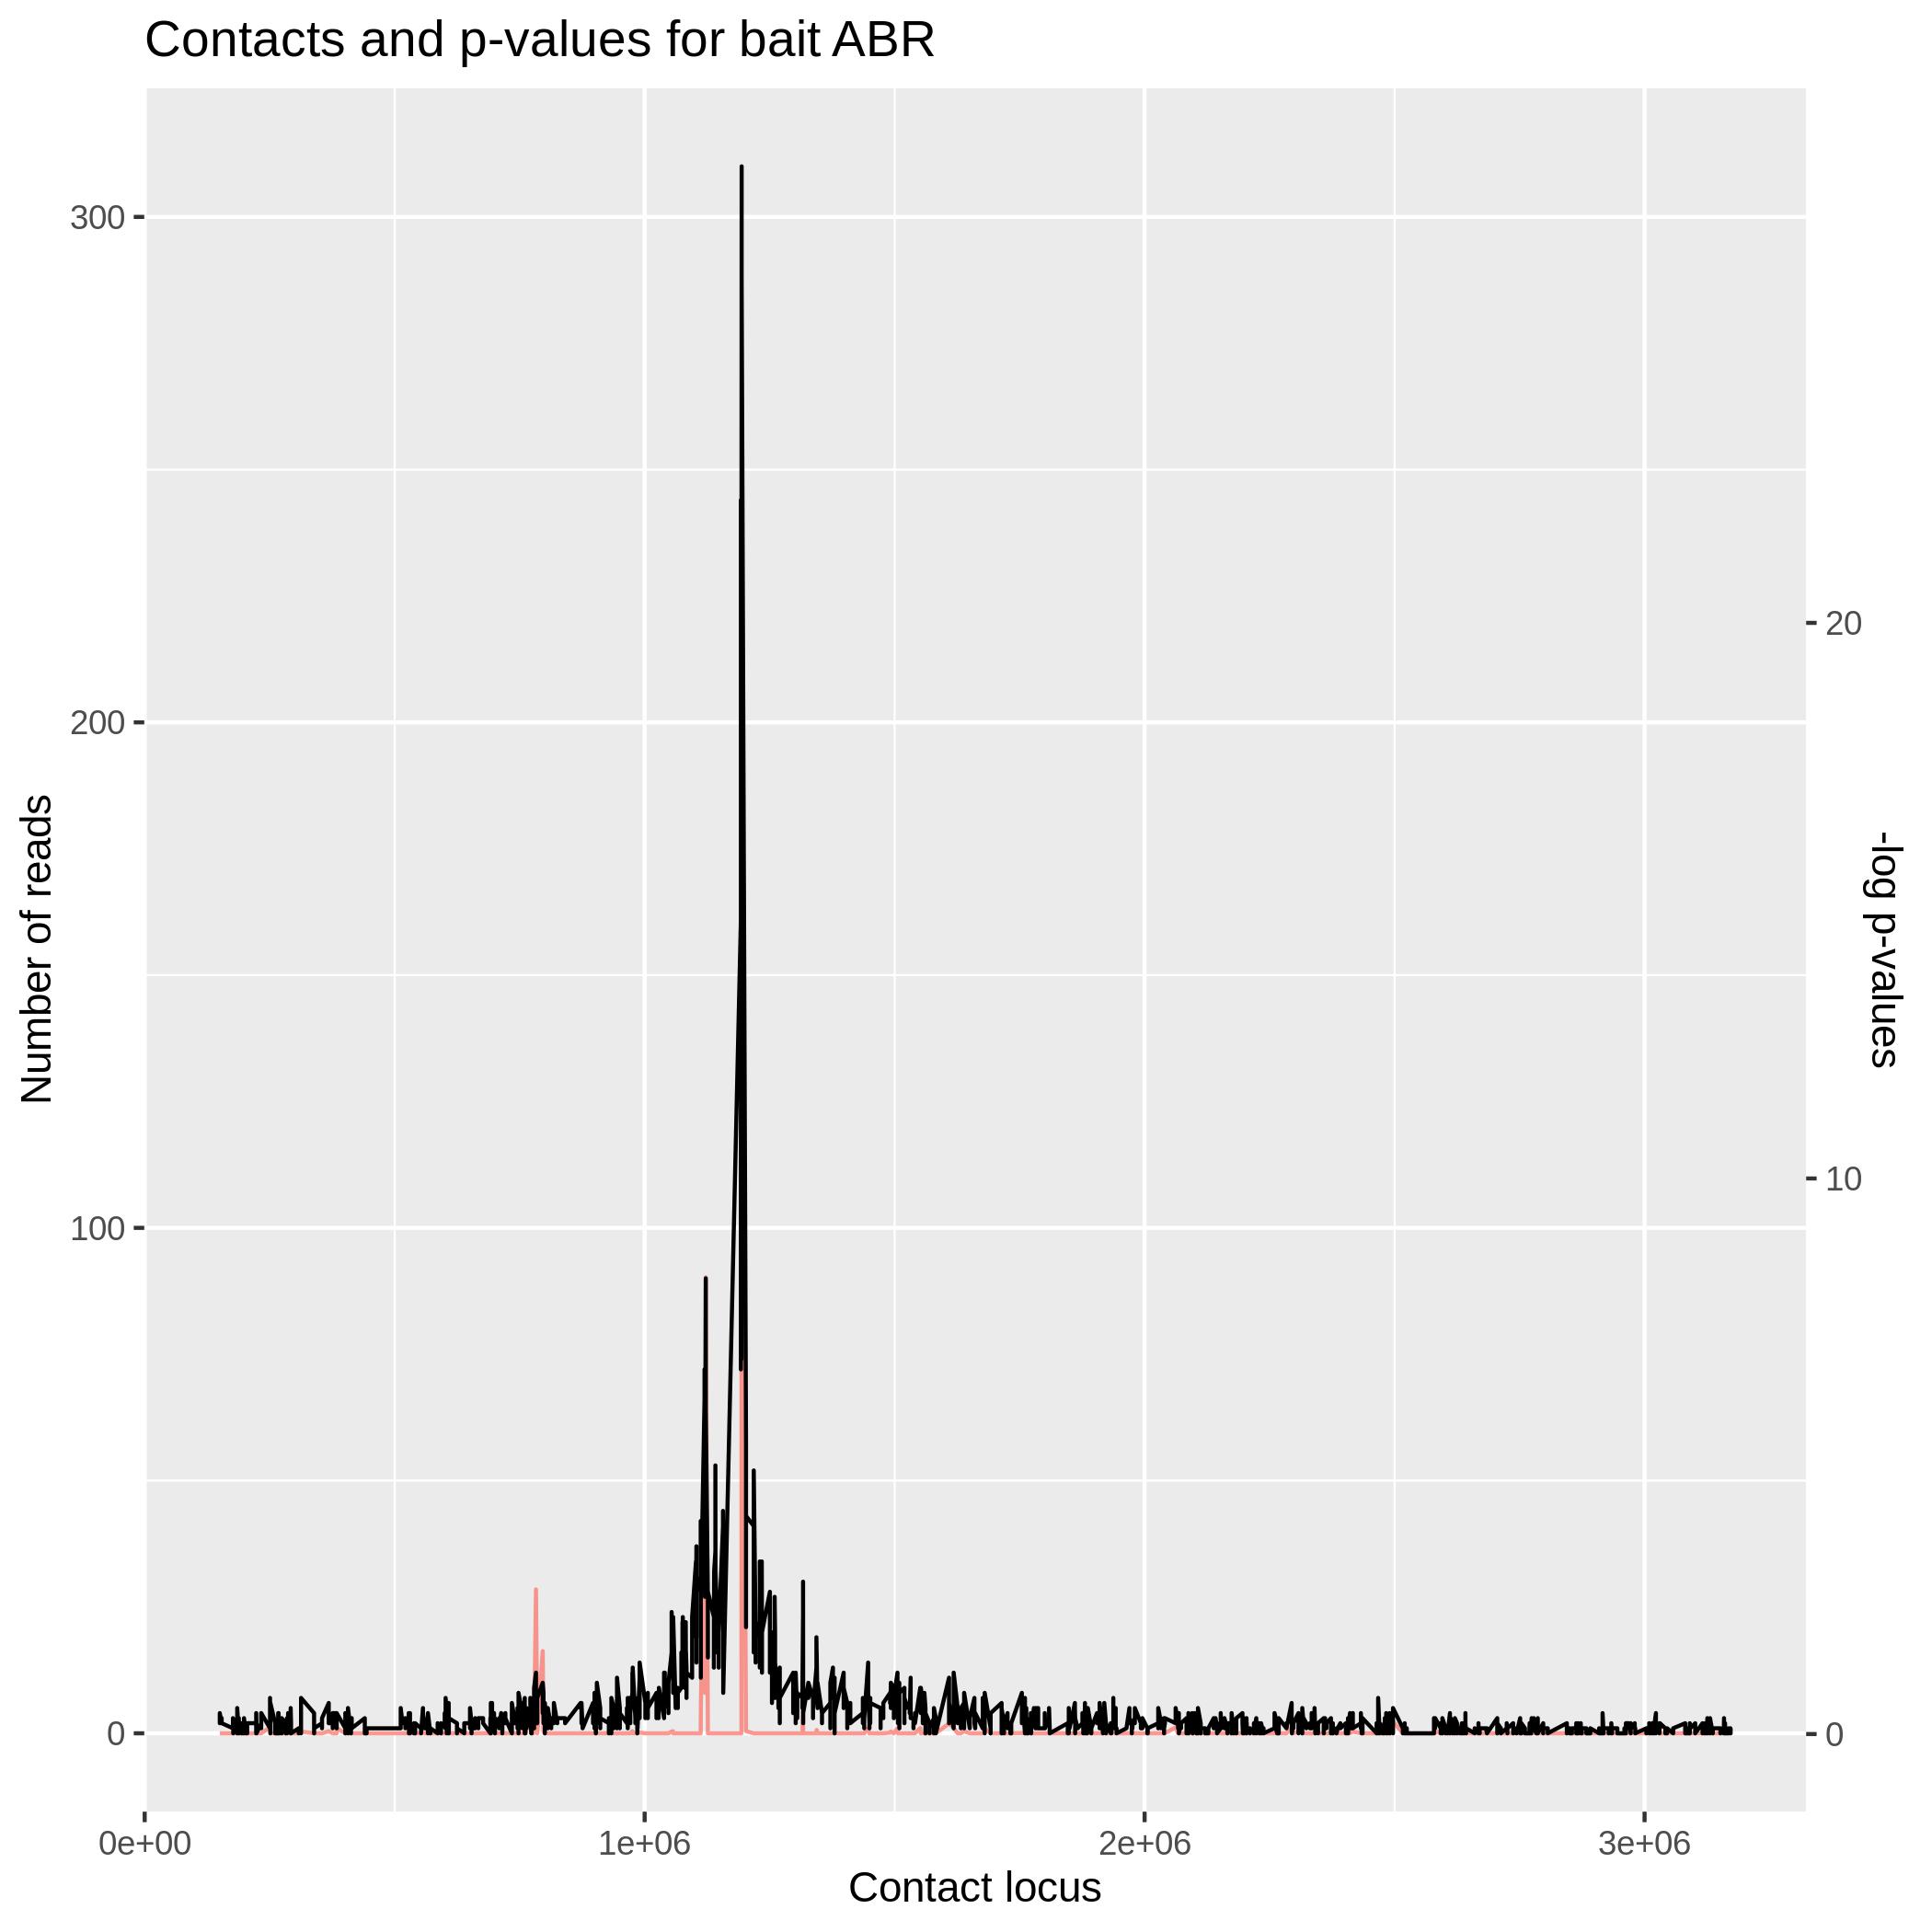 Contacts and p-values for bait ABR
300
200
100
0
Number of reads
20
10
0
-log p-values
0e+00
1e+06
2e+06
3e+06
Contact locus